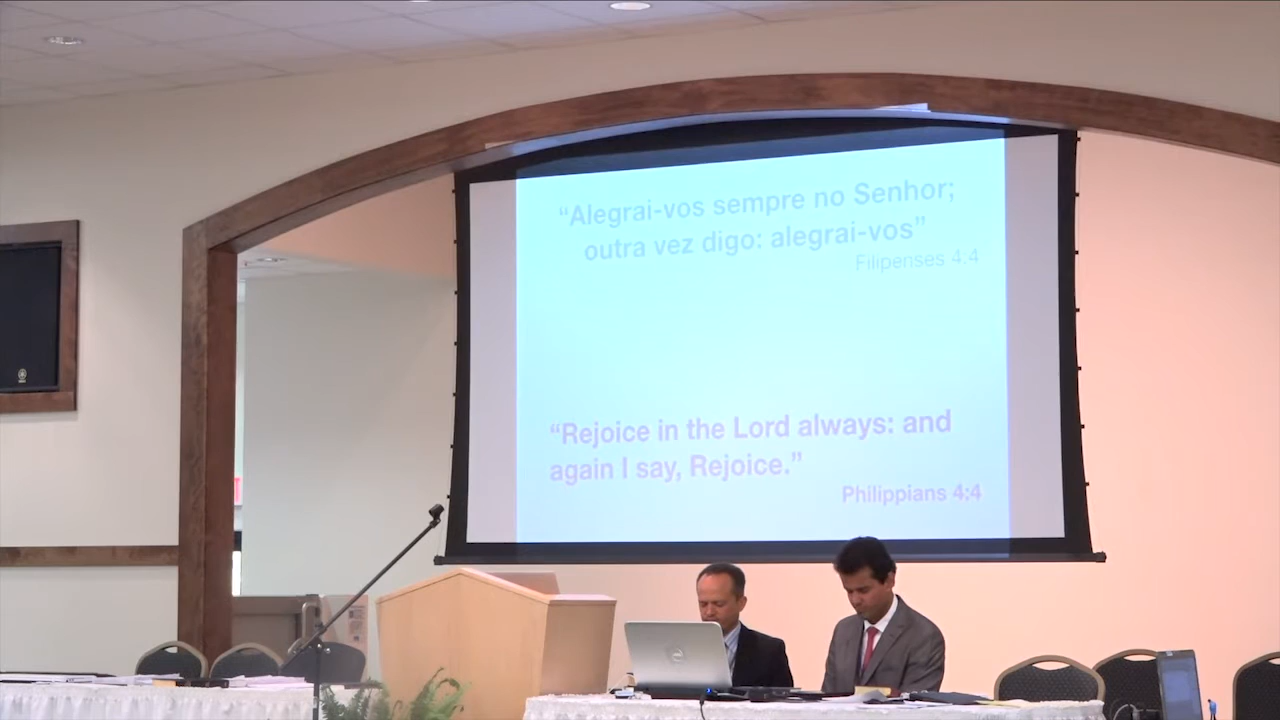 “Alegrai-vos sempre no Senhor;
outra vez digo: alegrai-vos”
Filipenses 4.4
“Rejoice in the Lord always: and
again I say, Rejoice.”
Philippians 4:4